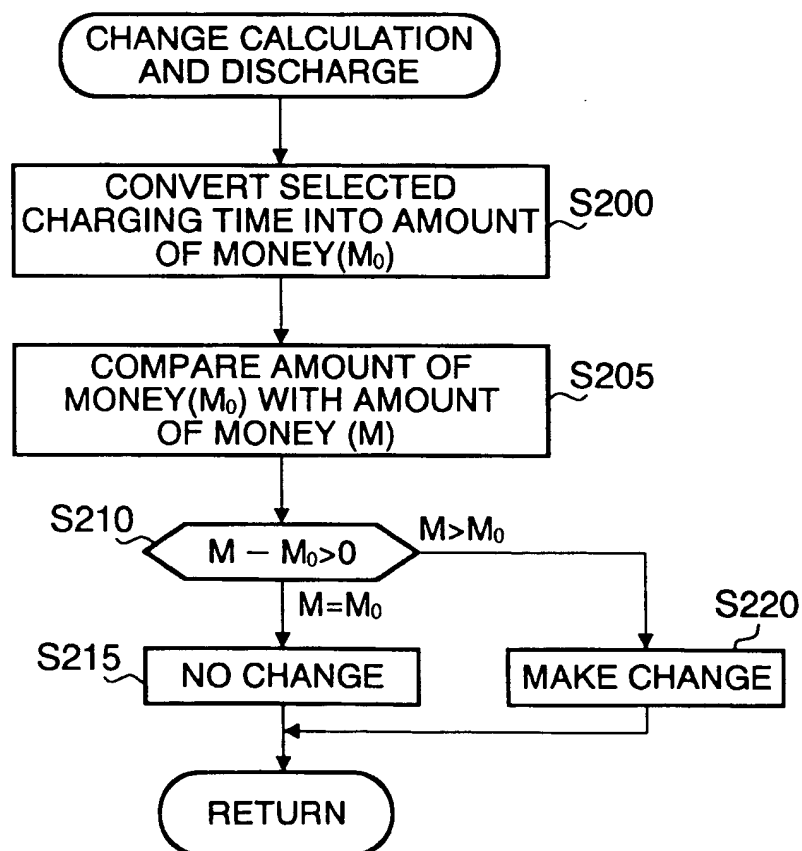 CHANGE CALCULATION
AND DISCHARGE
CONVERT SELECTED
CHARGING TIME INTO AMOUNT
OF MONEY(M₀)
S200
COMPARE AMOUNT OF
MONEY(M₀) WITH AMOUNT
OF MONEY (M)
S205
S210
M – M₀>0
M>M₀
M=M₀
S215
NO CHANGE
S220
MAKE CHANGE
RETURN